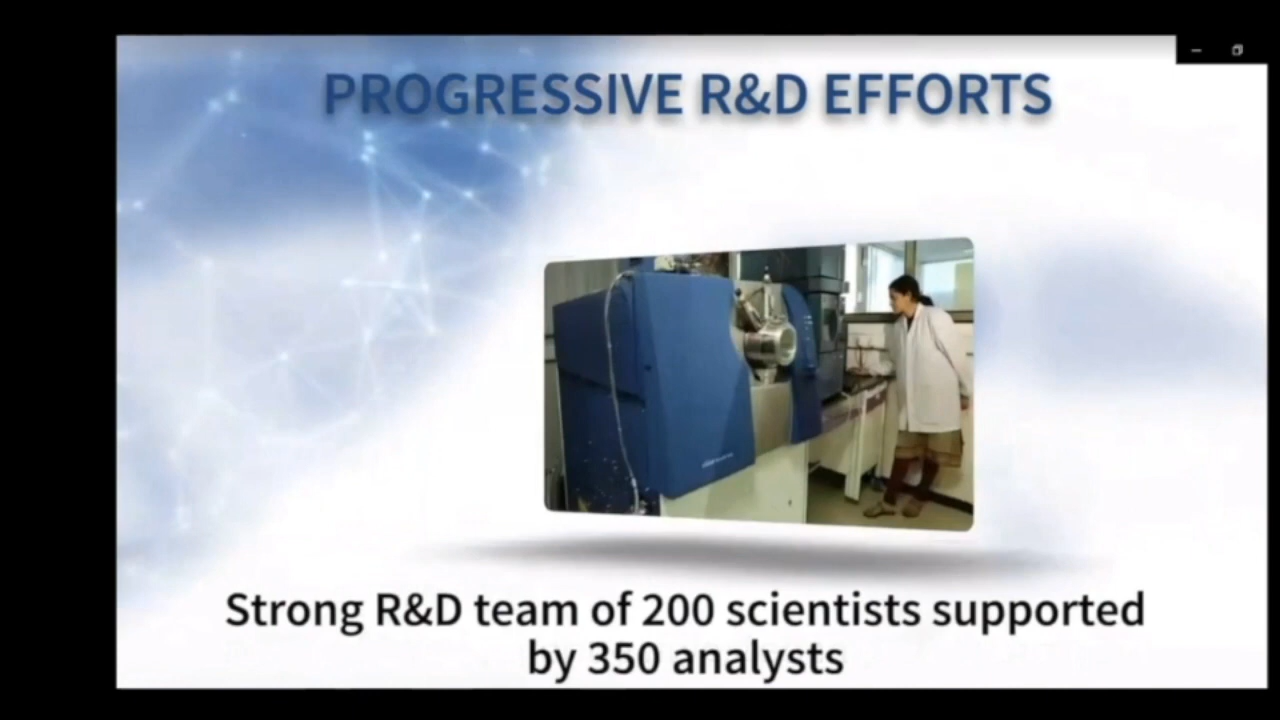 PROGRESSIVE R&D EFFORTS
Strong R&D team of 200 scientists supported
by 350 analysts